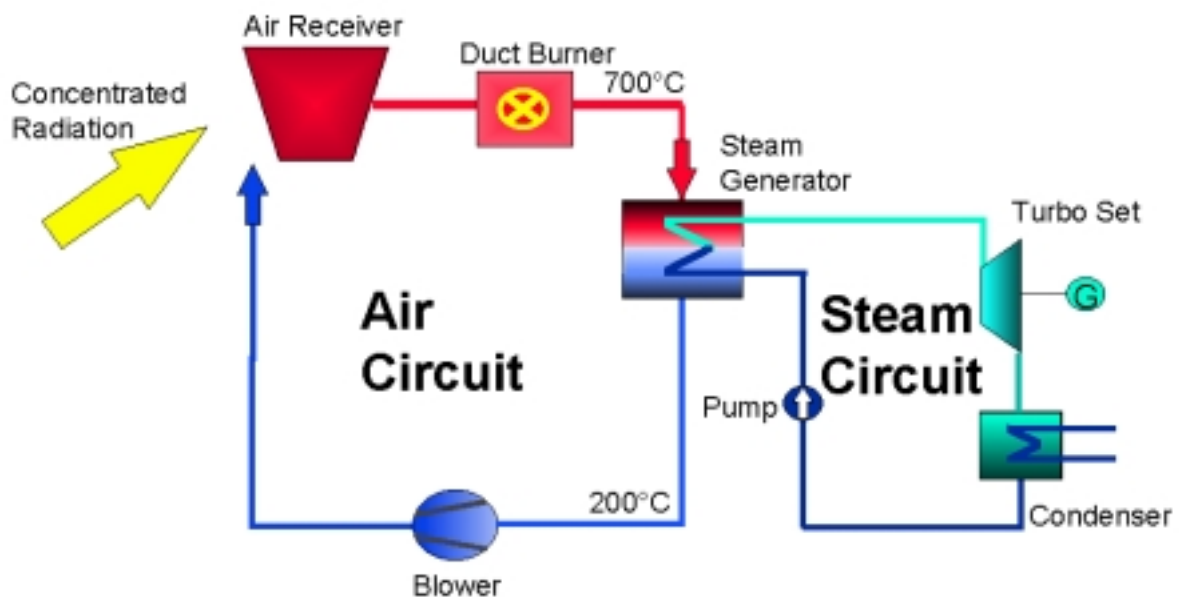 Air Receiver
Duct Burner
700°C
Concentrated
Radiation
Steam
Generator
Turbo Set
G
Air
Circuit
Steam
Circuit
Pump
200°C
Condenser
Blower